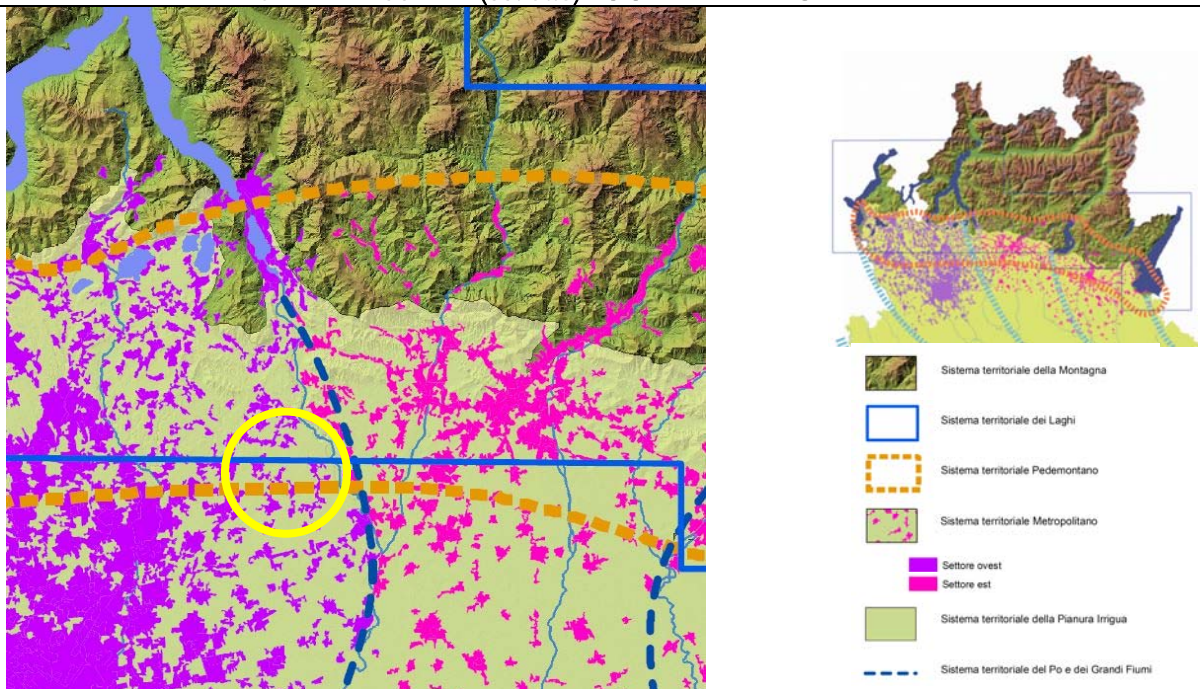 Sistema territoriale della Montagna
Sistema territoriale dei Laghi
Sistema territoriale Pedemontano
Sistema territoriale Metropolitano
Settore ovest
Settore est
Sistema territoriale della Pianura Irrigua
Sistema territoriale del Po e dei Grandi Fiumi